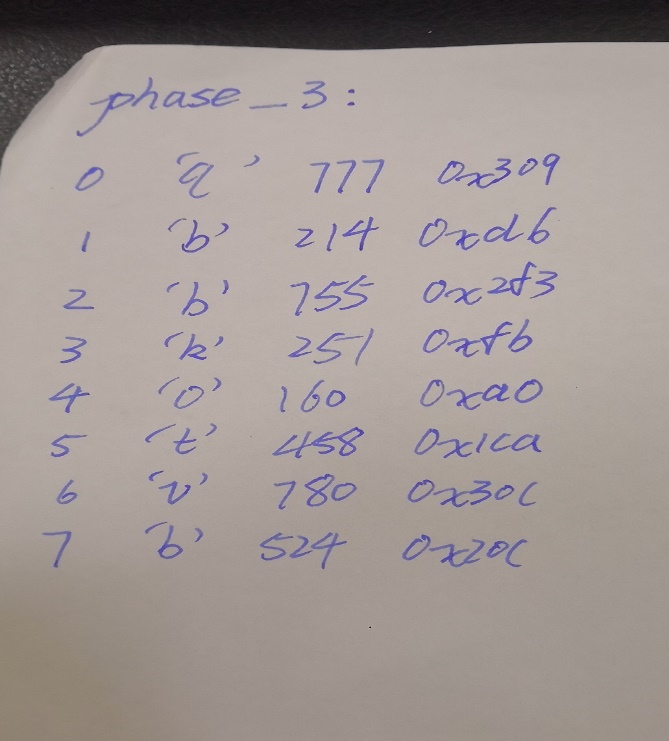 phase_3:
0 'q' 777 0x309
1 'b' 214 0xdb
2 'b' 755 0x2f3
3 'k' 251 0xfb
4 'o' 160 0xa0
5 't' 458 0x1ca
6 'v' 780 0x30c
7 'b' 524 0x20c